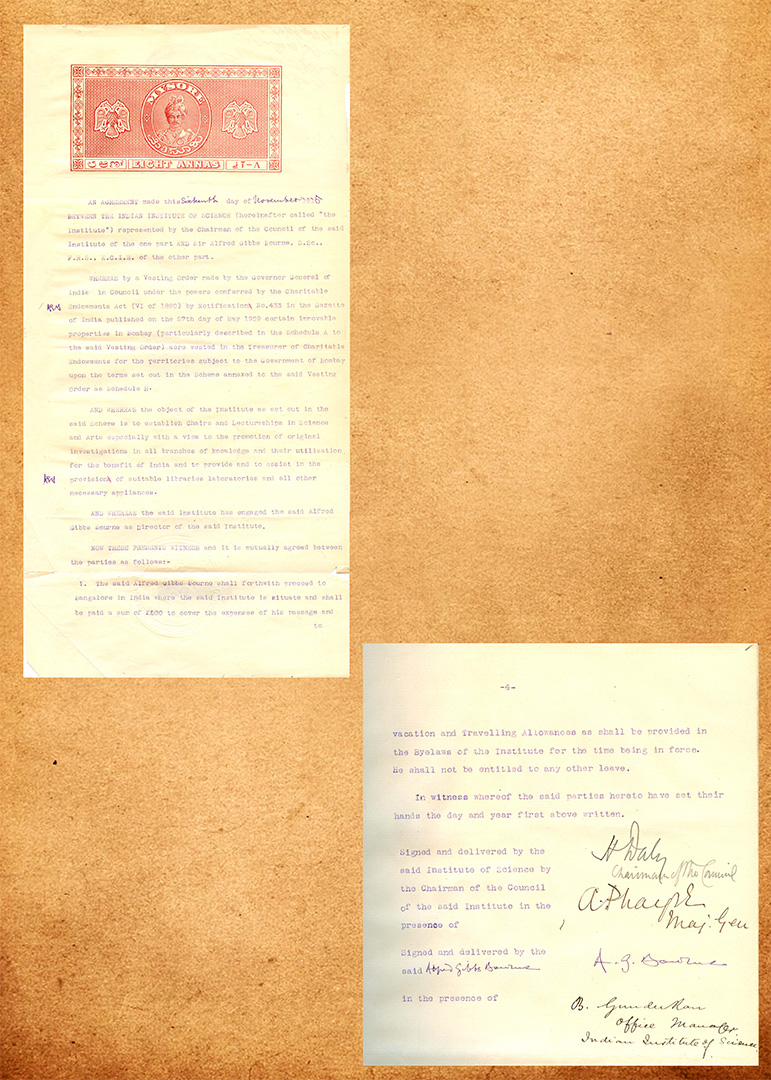 MYSORE
EIGHT ANNAS
AN AGREEMENT made this Sixteenth day of November 1915
BETWEEN THE INDIAN INSTITUTE OF SCIENCE (hereinafter called "the
Institute") represented by the Chairman of the Council of the said
Institute of the one part AND Sir Alfred Gibbs Bourne, D.Sc.,
F.R.S., K.C.I.E. of the other part.
WHEREAS by a Vesting Order made by the Governor General of
India in Council under the powers conferred by the Charitable
Endowments Act (VI of 1890) by Notification No.433 in the Gazette
of India published on the 27th day of May 1909 certain immovable
properties in Bombay (particularly described in the Schedule A to
the said Vesting Order) were vested in the Treasurer of Charitable
Endowments for the territories subject to the Government of Bombay
upon the terms set out in the Scheme annexed to the said Vesting
Order as Schedule B.
AND WHEREAS the object of the Institute as set out in the
said Scheme is to establish Chairs and Lectureships in Science
and Arts especially with a view to the promotion of original
investigations in all branches of knowledge and their utilisation
for the benefit of India and to provide and to assist in the
provision of suitable libraries laboratories and all other
necessary appliances.
AND WHEREAS the said Institute has engaged the said Alfred
Gibbs Bourne as Director of the said Institute.
NOW THESE PRESENTS WITNESS and it is mutually agreed between
the parties as follows:-
1. The said Alfred Gibbs Bourne shall forthwith proceed to
Bangalore in India where the said Institute is situate and shall
be paid a sum of £100 to cover the expenses of his passage and
to
-4-
vacation and Travelling Allowances as shall be provided in
the Byelaws of the Institute for the time being in force.
He shall not be entitled to any other leave.
In witness whereof the said parties hereto have set their
hands the day and year first above written.
Signed and delivered by the
said Institute of Science by
the Chairman of the Council
of the said Institute in the
presence of
H Daly
Chairman of the Council
A. Phayre
Maj. Gen
Signed and delivered by the
said Alfred Gibbs Bourne
A. G. Bourne
in the presence of
B. Gundu Rau
Office Manager
Indian Institute of Science